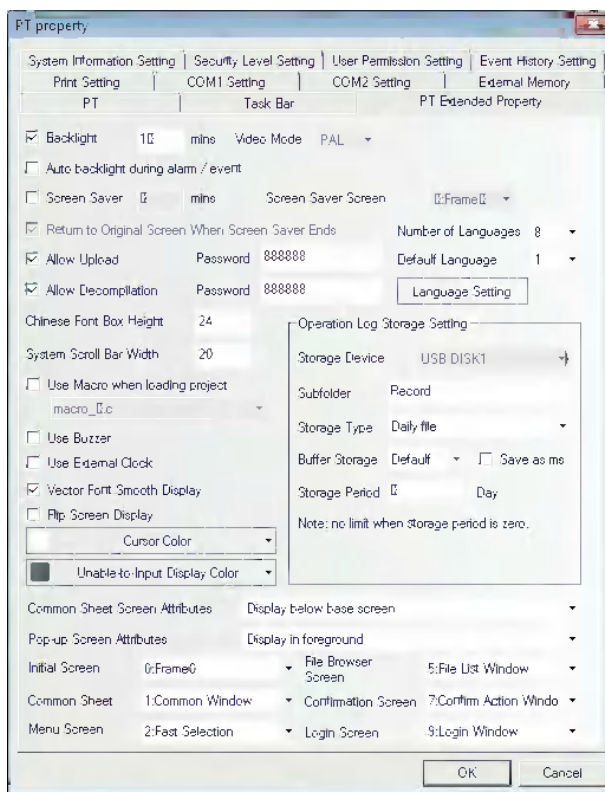 PT property
System Information Setting | Security Level Setting | User Permission Setting | Event History Setting
Print Setting | COM1 Setting | COM2 Setting | External Memory
PT | Task Bar | PT Extended Property
Backlight mins Video Mode PAL
Auto backlight during alarm / event
Screen Saver mins Screen Saver Screen
Return to Original Screen When Screen Saver Ends Number of Languages 8
Allow Upload Password 888888 Default Language 1
Allow Decompilation Password 888888 Language Setting
Chinese Font Box Height 24 Operation Log Storage Setting
System Scroll Bar Width 20 Storage Device USB DISK1
Use Macro when loading project Subfolder Record
Storage Type Daily file
Use Buzzer
Use External Clock Buffer Storage Default Save as ms
Vector Font Smooth Display Storage Period Day
Flip Screen Display
Note: no limit when storage period is zero.
Cursor Color
Unable-to-Input Display Color
Common Sheet Screen Attributes Display below base screen
Pop-up Screen Attributes Display in foreground
Initial Screen 0:Frame0 File Browser Screen 5:File List Window
Common Sheet 1:Common Window Confirmation Screen 7:Confirm Action Windo
Menu Screen 2:Fast Selection Login Screen 9:Login Window
OK Cancel